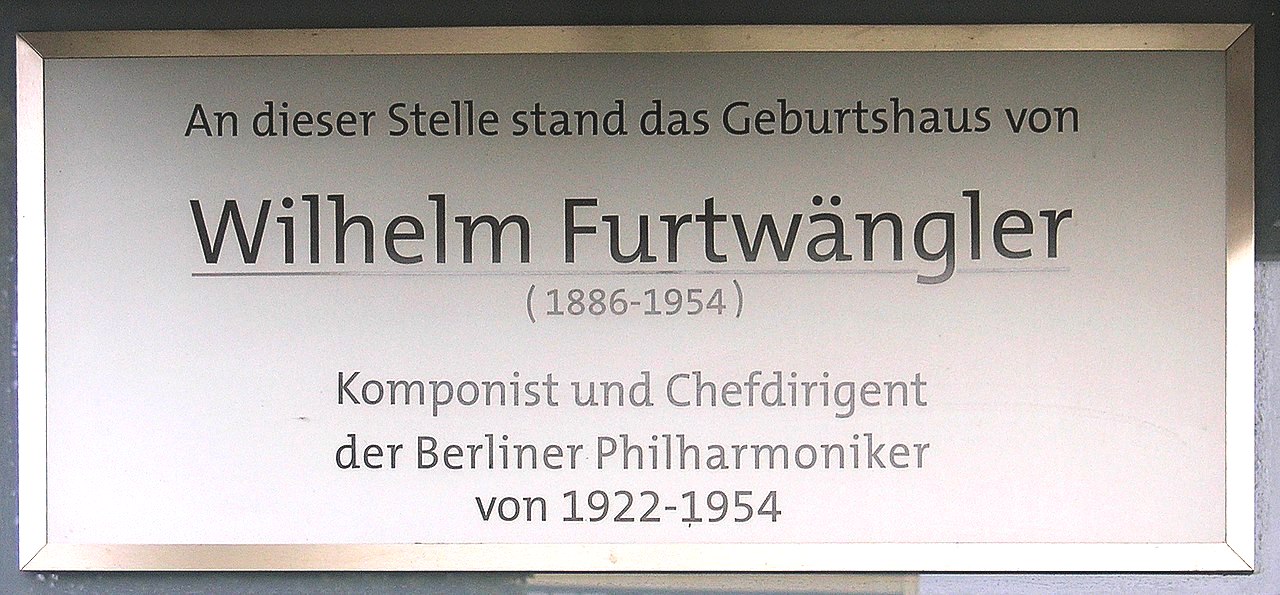 An dieser Stelle stand das Geburtshaus von
Wilhelm Furtwängler
(1886-1954)
Komponist und Chefdirigent
der Berliner Philharmoniker
von 1922-1954